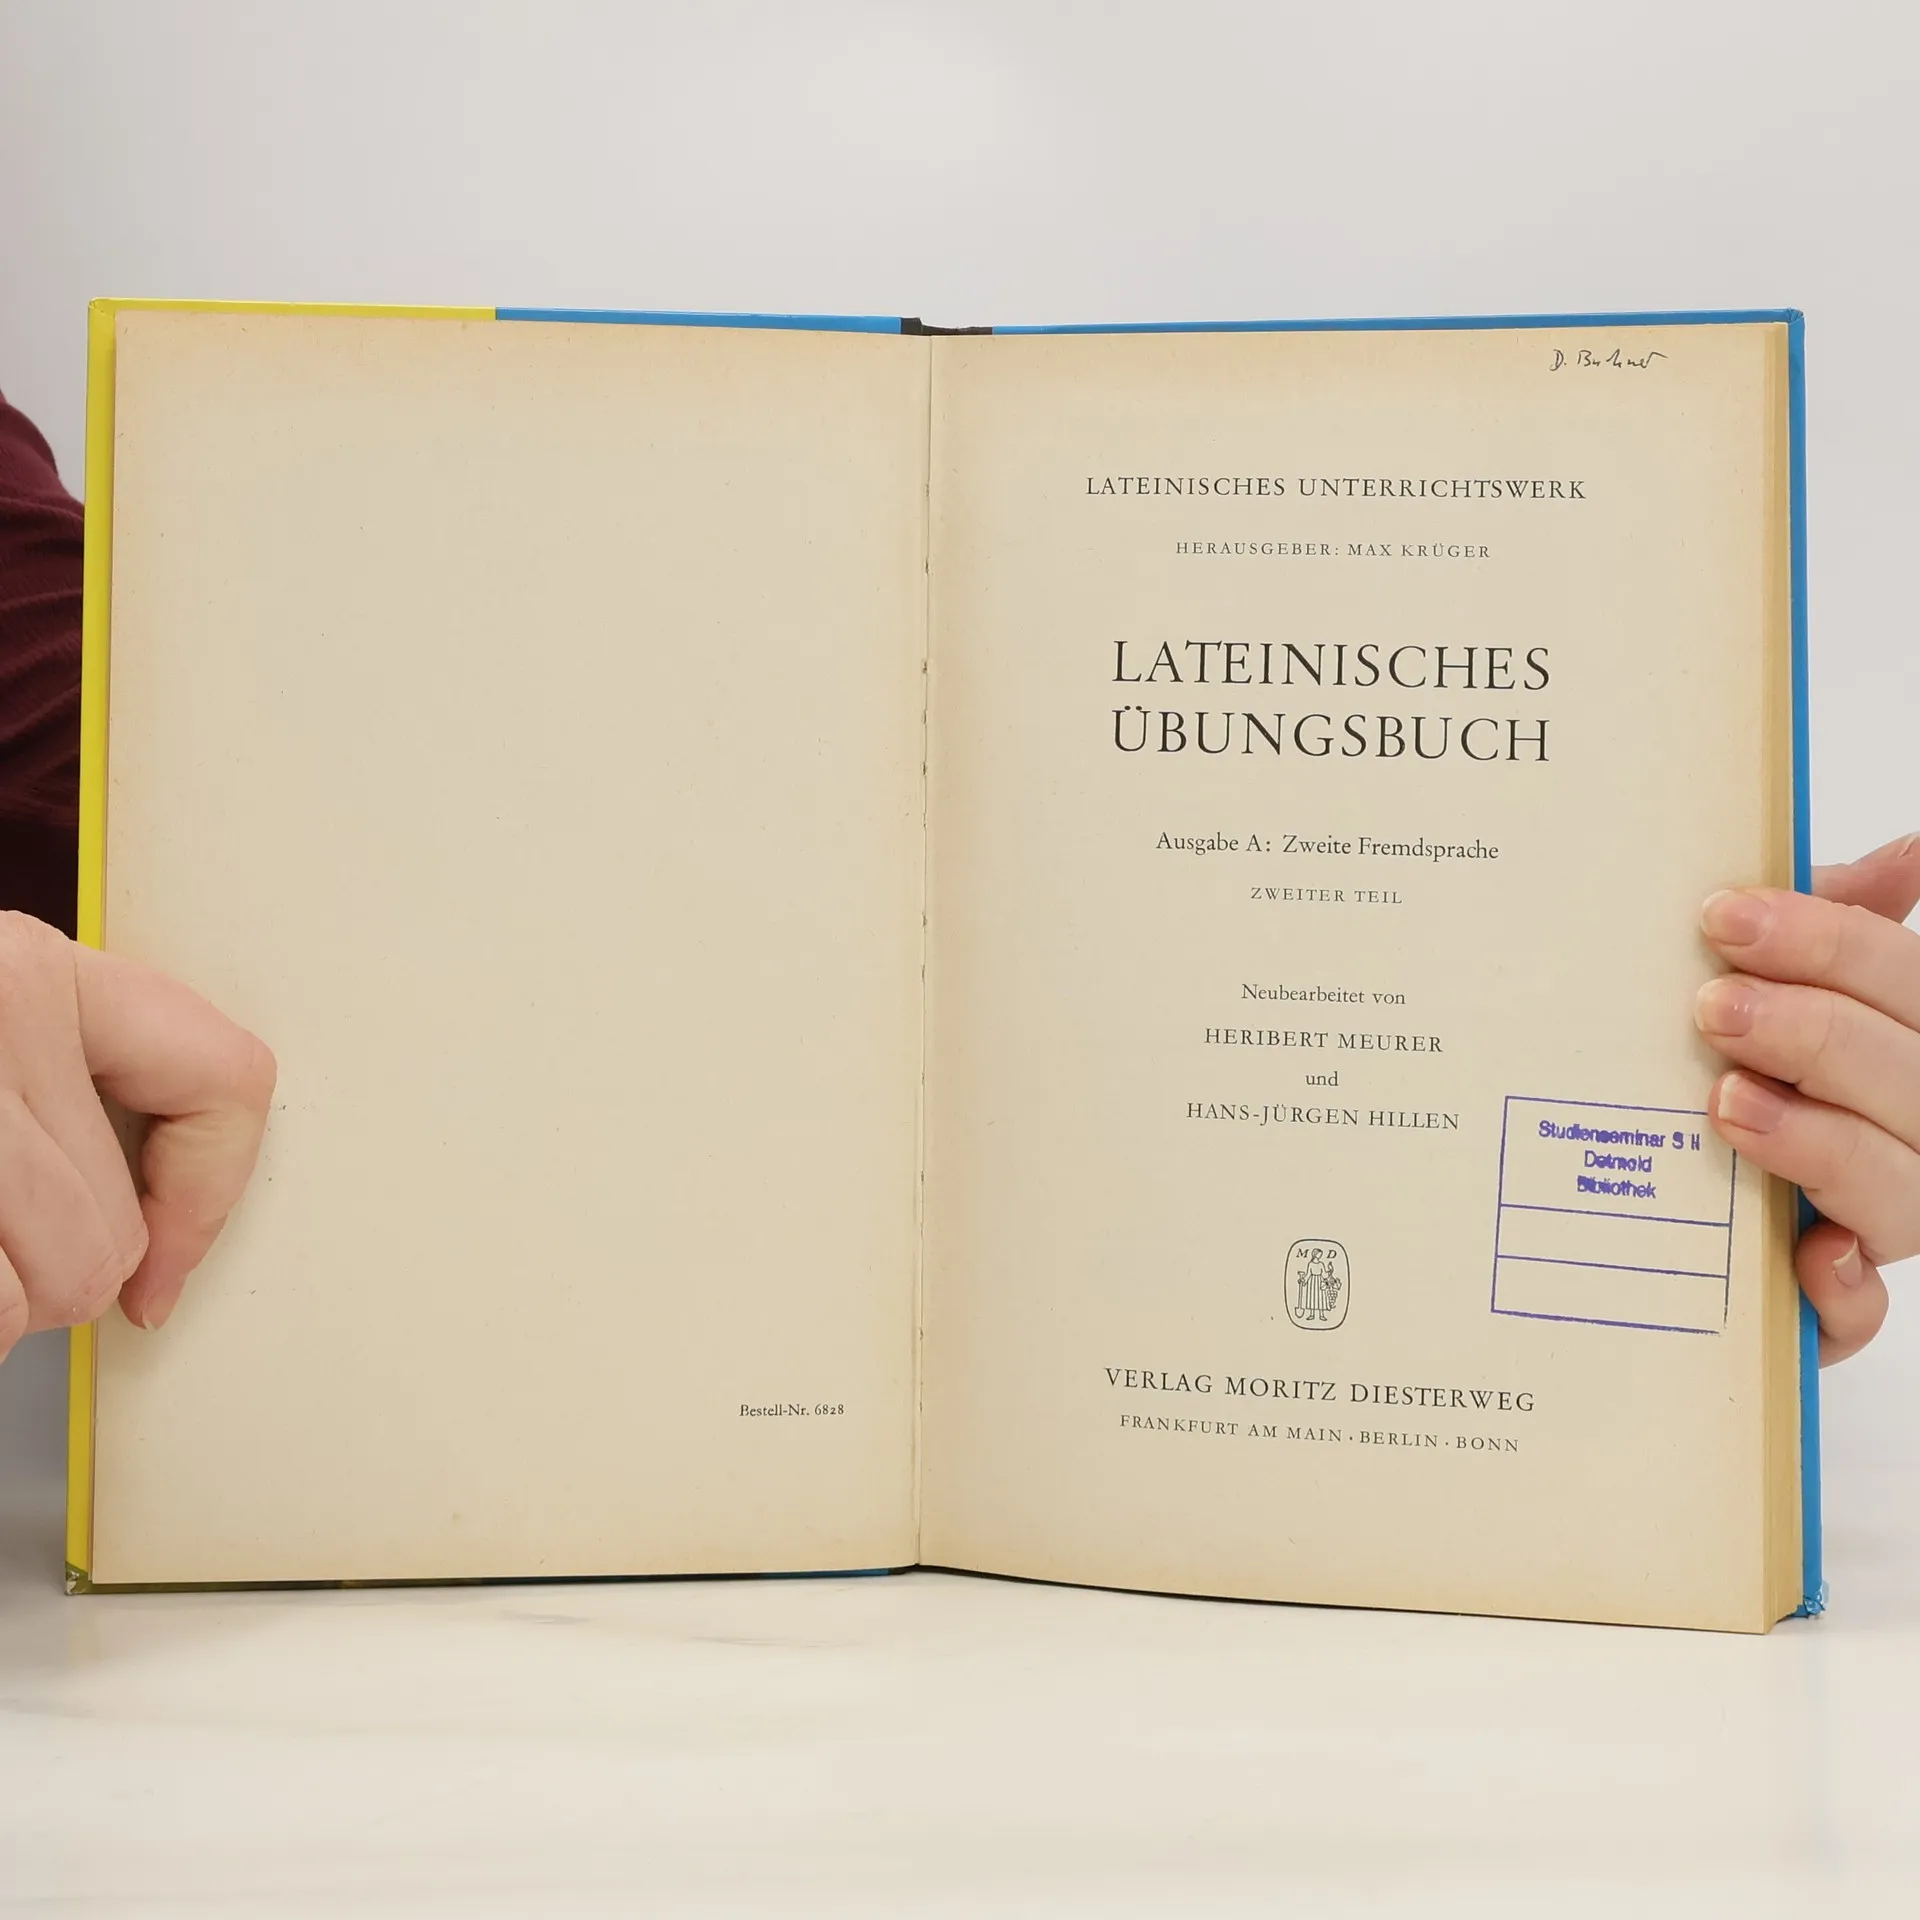 Bestell-Nr. 6828
D.
LATEINISCHES UNTERRICHTSWERK
HERAUSGEBER: MAX KRÜGER
LATEINISCHES
ÜBUNGSBUCH
Ausgabe A: Zweite Fremdsprache
ZWEITER TEIL
Neubearbeitet von
HERIBERT MEURER
und
HANS-JÜRGEN HILLEN
Studienseminar S II
Detmold
Bibliothek
M D
VERLAG MORITZ DIESTERWEG
FRANKFURT AM MAIN · BERLIN · BONN